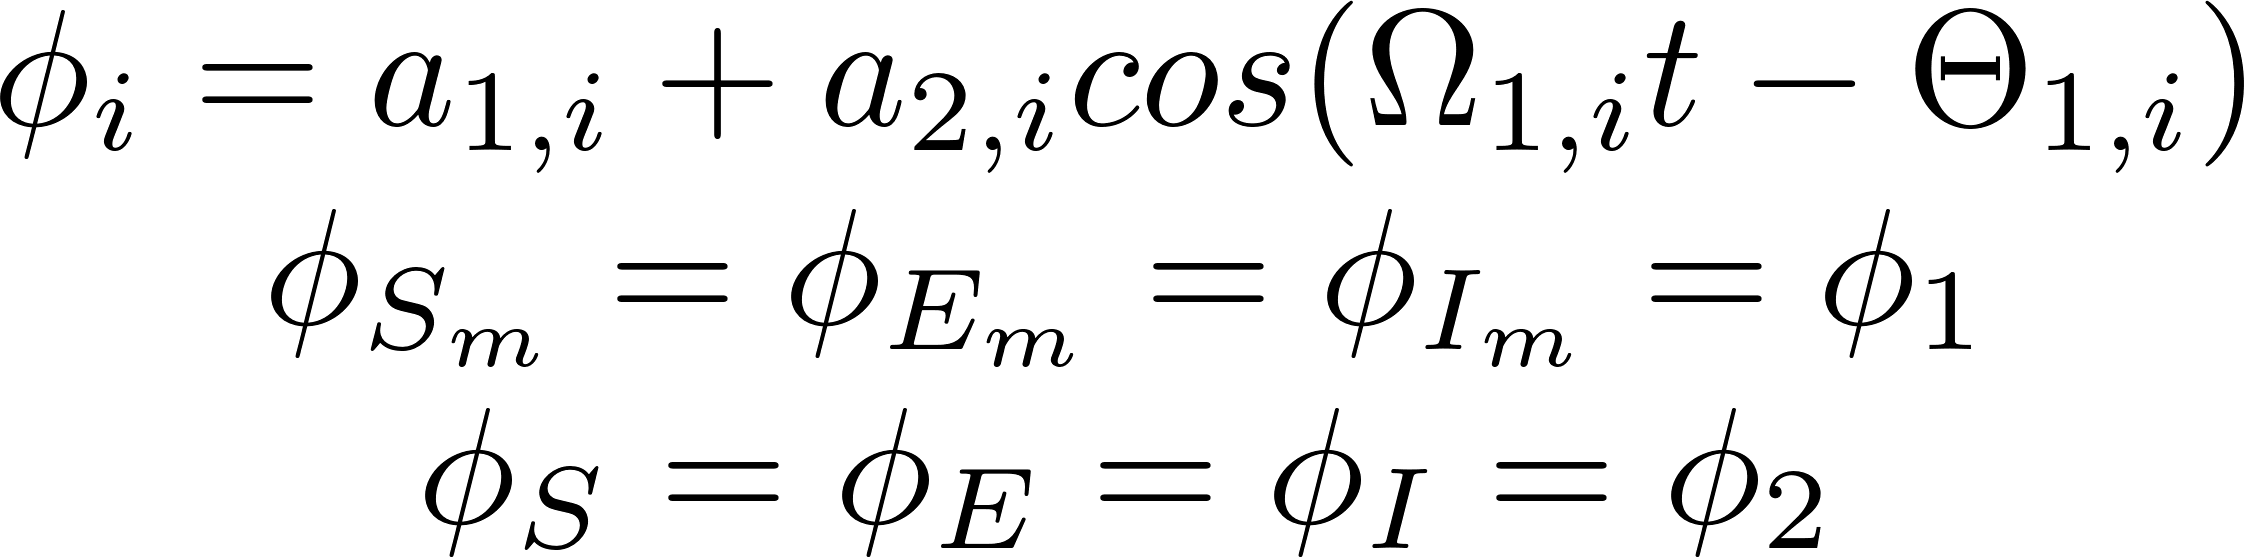 ϕ_i = a_{1,i} + a_{2,i}cos(Ω_{1,i}t − Θ_{1,i})
ϕ_{S_m} = ϕ_{E_m} = ϕ_{I_m} = ϕ_1
ϕ_S = ϕ_E = ϕ_I = ϕ_2